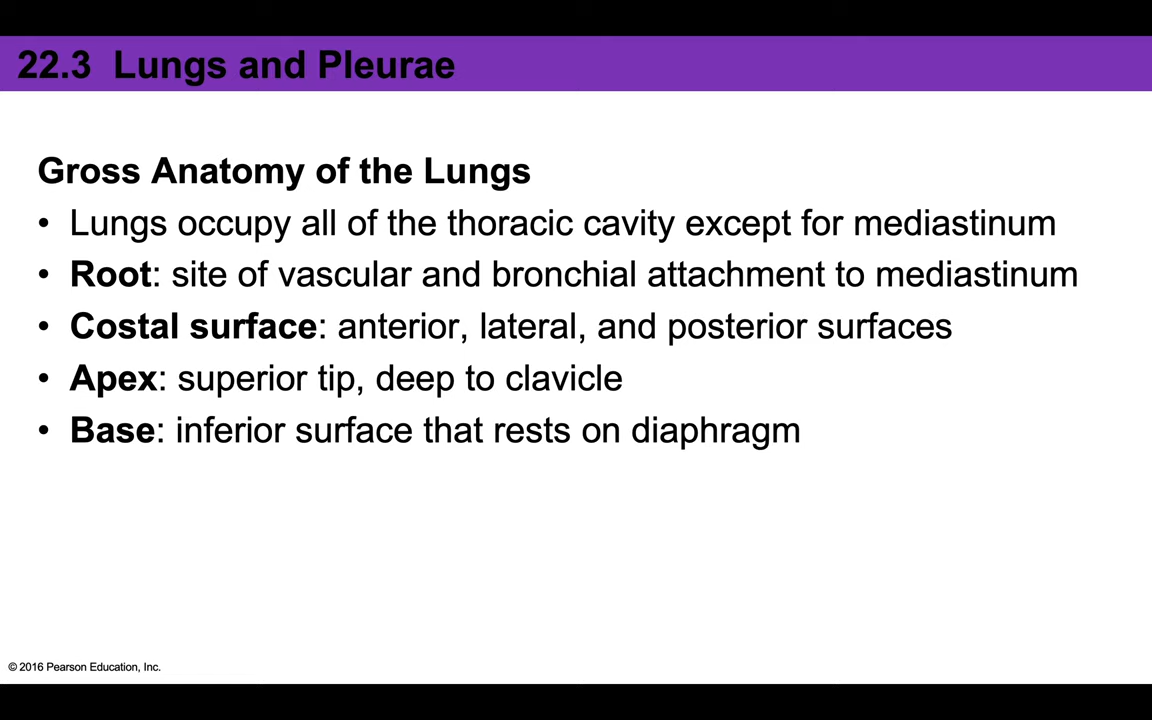 22.3 Lungs and Pleurae
Gross Anatomy of the Lungs
• Lungs occupy all of the thoracic cavity except for mediastinum
• Root: site of vascular and bronchial attachment to mediastinum
• Costal surface: anterior, lateral, and posterior surfaces
• Apex: superior tip, deep to clavicle
• Base: inferior surface that rests on diaphragm
© 2016 Pearson Education, Inc.